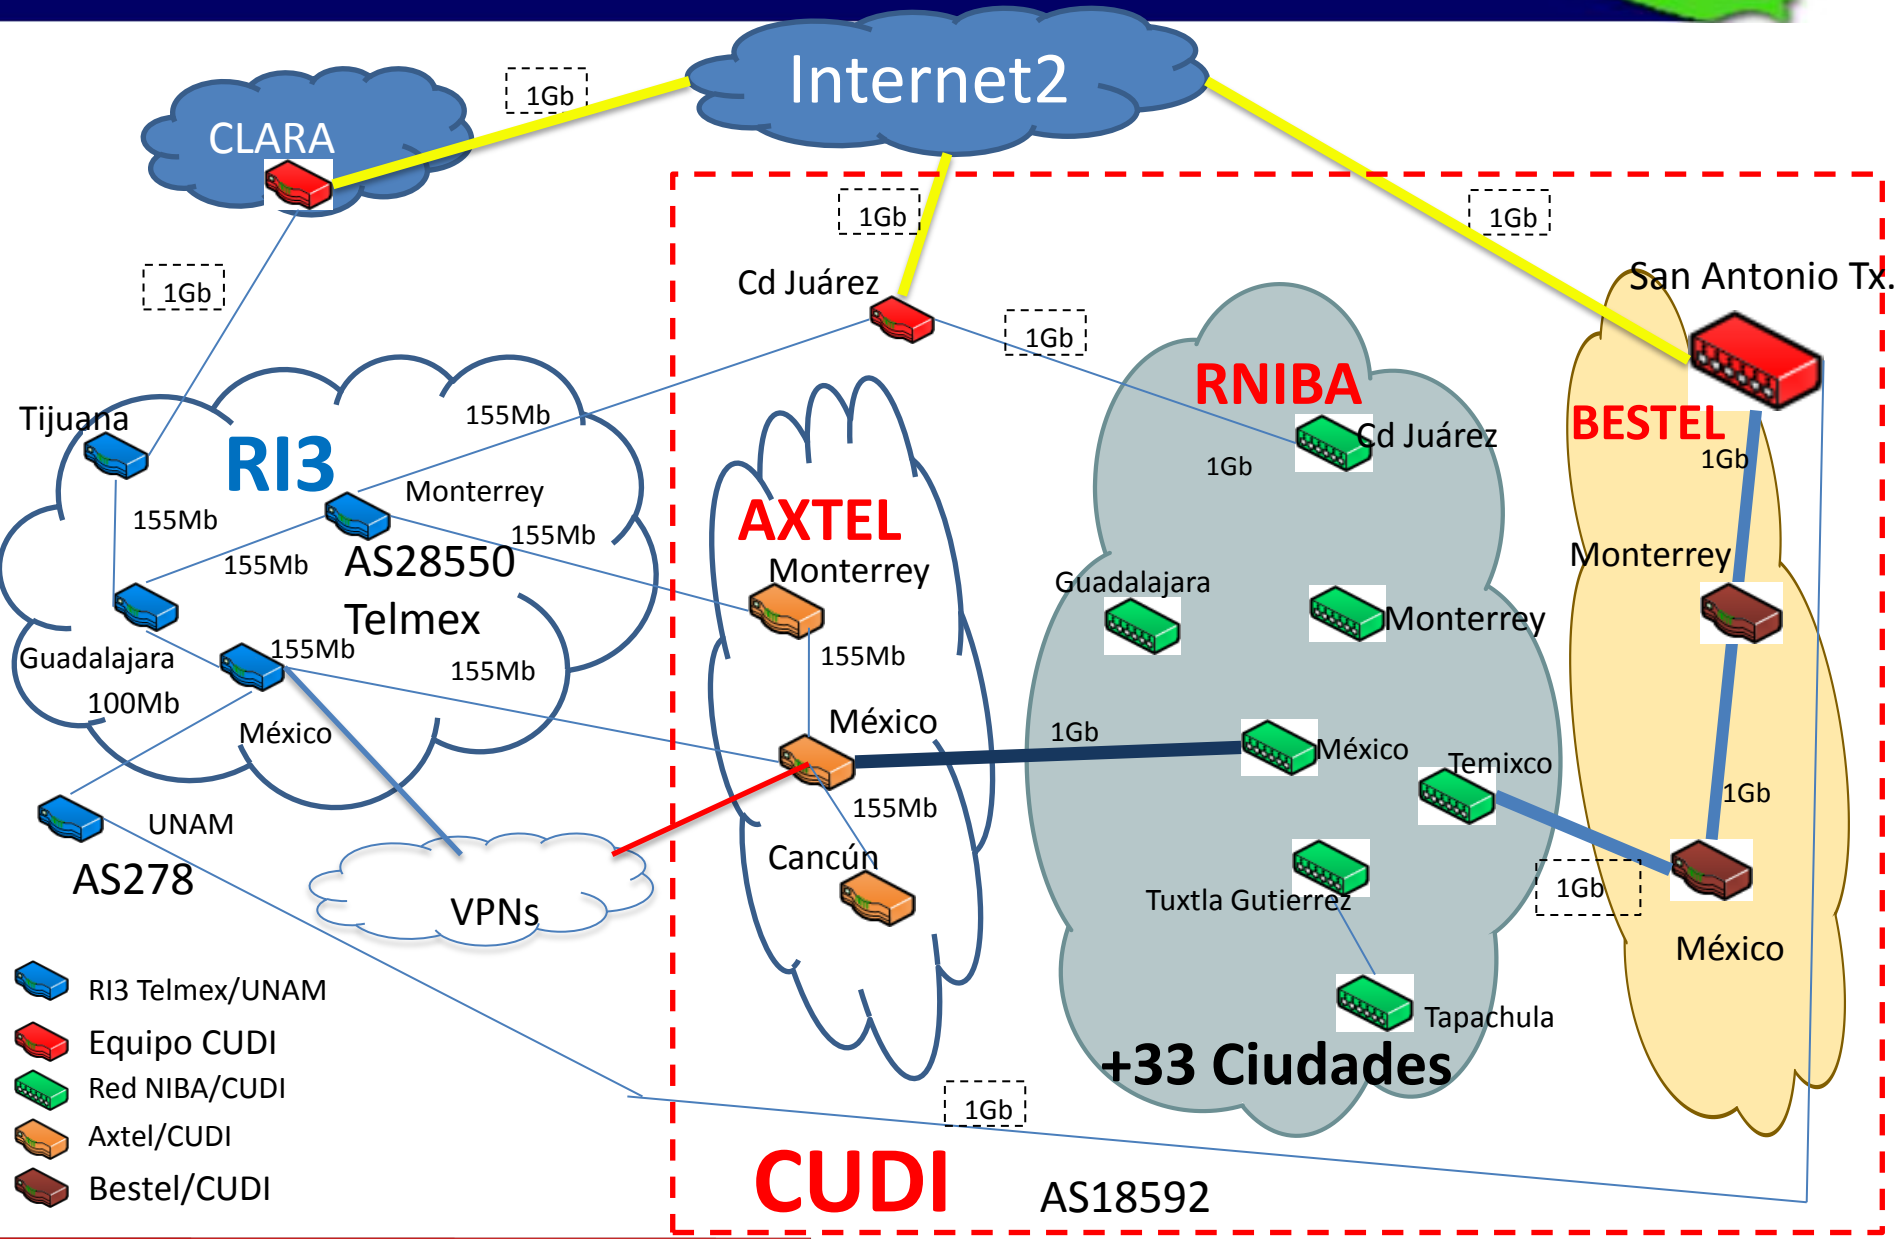 Internet2
1Gb
CLARA
1Gb
1Gb
1Gb
Cd Juárez
San Antonio Tx.
1Gb
RNIBA
Tijuana
RI3
155Mb
BESTEL
Cd Juárez
1Gb
1Gb
Monterrey
155Mb
155Mb
AXTEL
155Mb
AS28550
Telmex
Monterrey
Guadalajara
Monterrey
Monterrey
Guadalajara
155Mb
155Mb
155Mb
100Mb
México
México
1Gb
México
Temixco
1Gb
155Mb
UNAM
AS278
Cancún
1Gb
VPNs
Tuxtla Gutierrez
México
RI3 Telmex/UNAM
Tapachula
Equipo CUDI
+33 Ciudades
Red NIBA/CUDI
1Gb
Axtel/CUDI
Bestel/CUDI
CUDI
AS18592